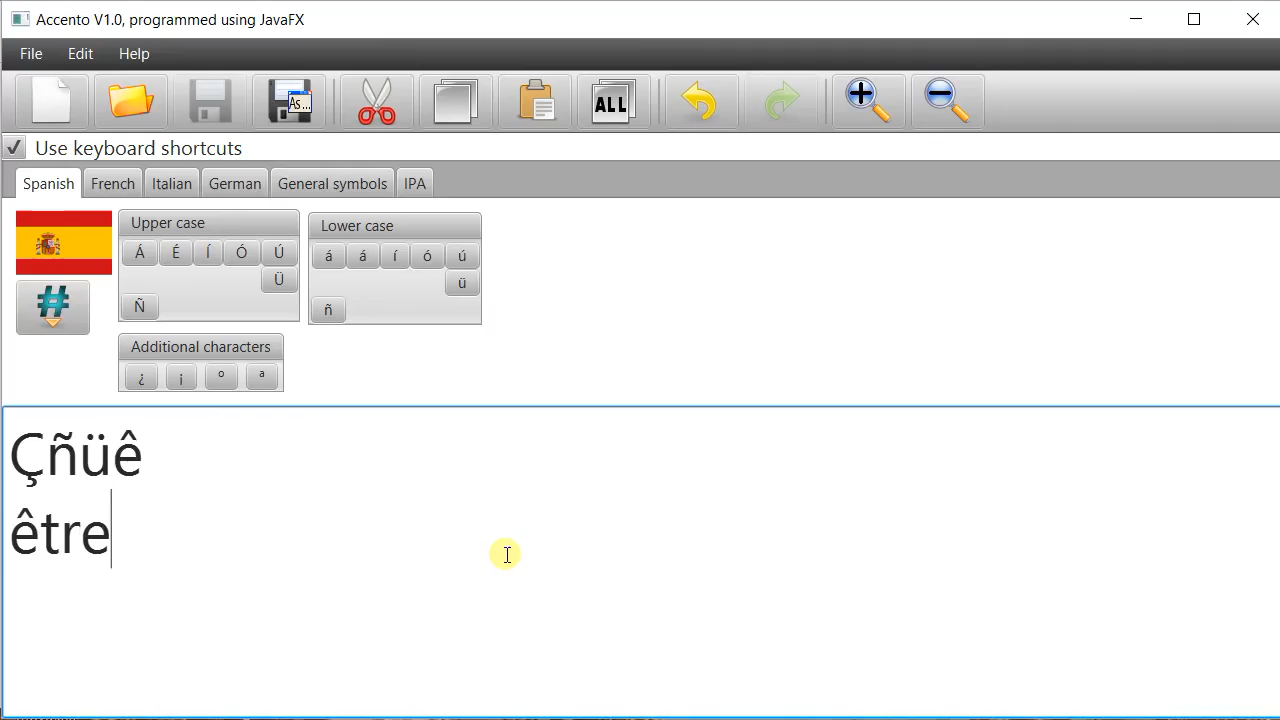 Accento V1.0, programmed using JavaFX
File Edit Help
As... ALL
Use keyboard shortcuts
Spanish French Italian German General symbols IPA
Upper case
Á É Í Ó Ú
Ü
Ñ
Lower case
á á í ó ú
ü
ñ
#
Additional characters
¿ ¡ º ª
Çñüê
être